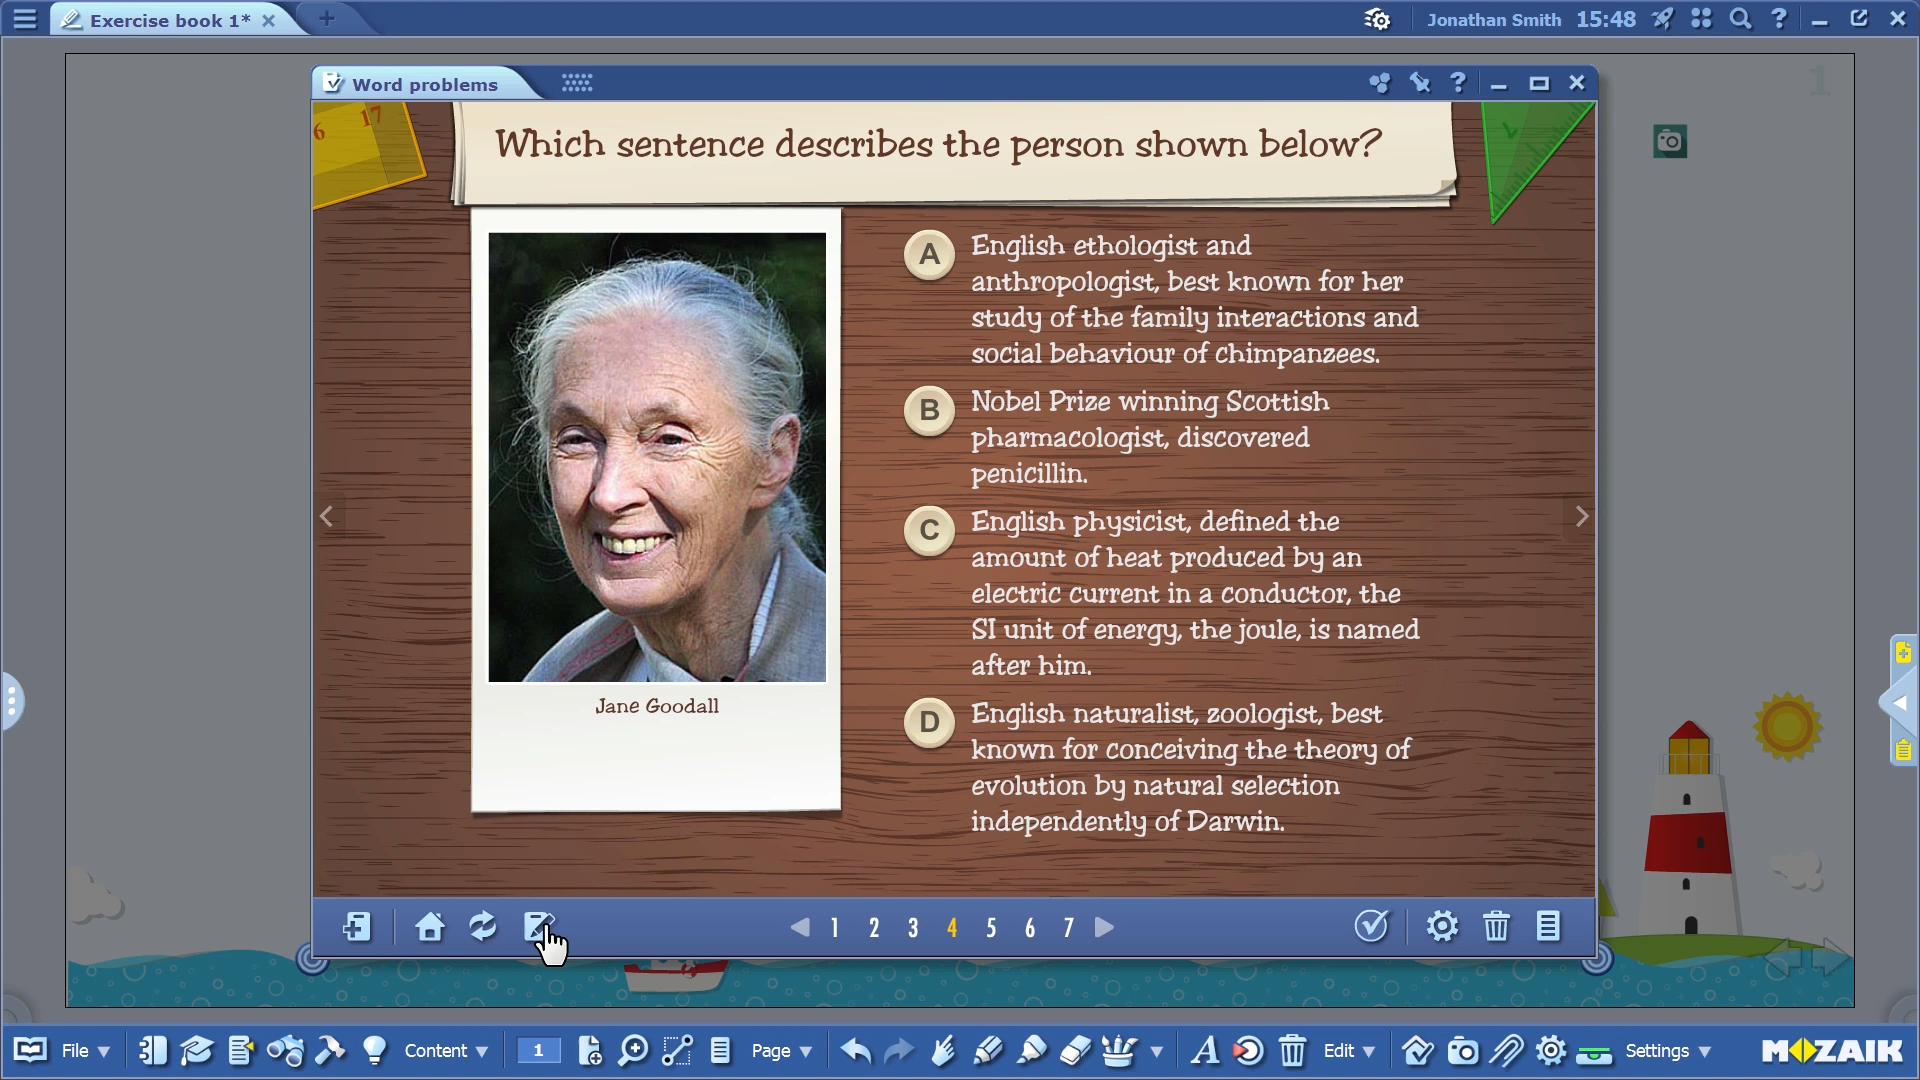 Exercise book 1*
Jonathan Smith 15:48
Word problems
1
6 17
Which sentence describes the person shown below?
A English ethologist and
anthropologist, best known for her
study of the family interactions and
social behaviour of chimpanzees.
B Nobel Prize winning Scottish
pharmacologist, discovered
penicillin.
C English physicist, defined the
amount of heat produced by an
electric current in a conductor, the
SI unit of energy, the joule, is named
after him.
D English naturalist, zoologist, best
known for conceiving the theory of
evolution by natural selection
independently of Darwin.
Jane Goodall
1 2 3 4 5 6 7
File Content 1 Page Edit Settings MOZAIK